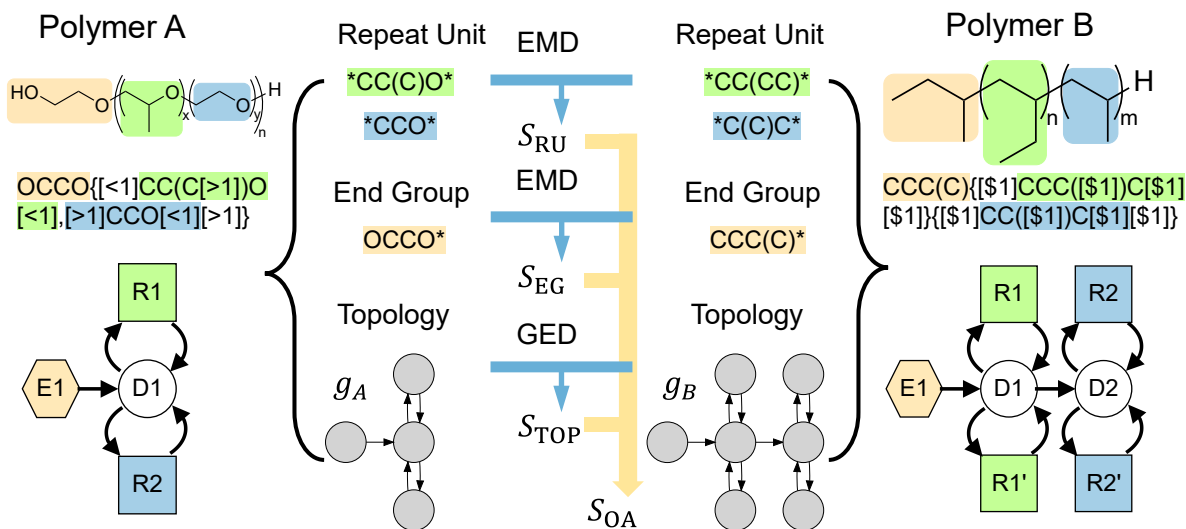 Polymer A
HO
O
O
x
O
y
H
n
OCCO{[<1]CC(C[>1])O
[<1],[>1]CCO[<1][>1]}
R1
E1
D1
R2
Repeat Unit
*CC(C)O*
*CCO*
End Group
OCCO*
Topology
g_A
EMD
S_RU
EMD
S_EG
GED
S_TOP
S_OA
Repeat Unit
*CC(CC)*
*C(C)C*
End Group
CCC(C)*
Topology
g_B
Polymer B
n
m
H
CCC(C){[$1]CCC([$1])C[$1]
[$1]}{[$1]CC([$1])C[$1][$1]}
R1
R2
E1
D1
D2
R1'
R2'